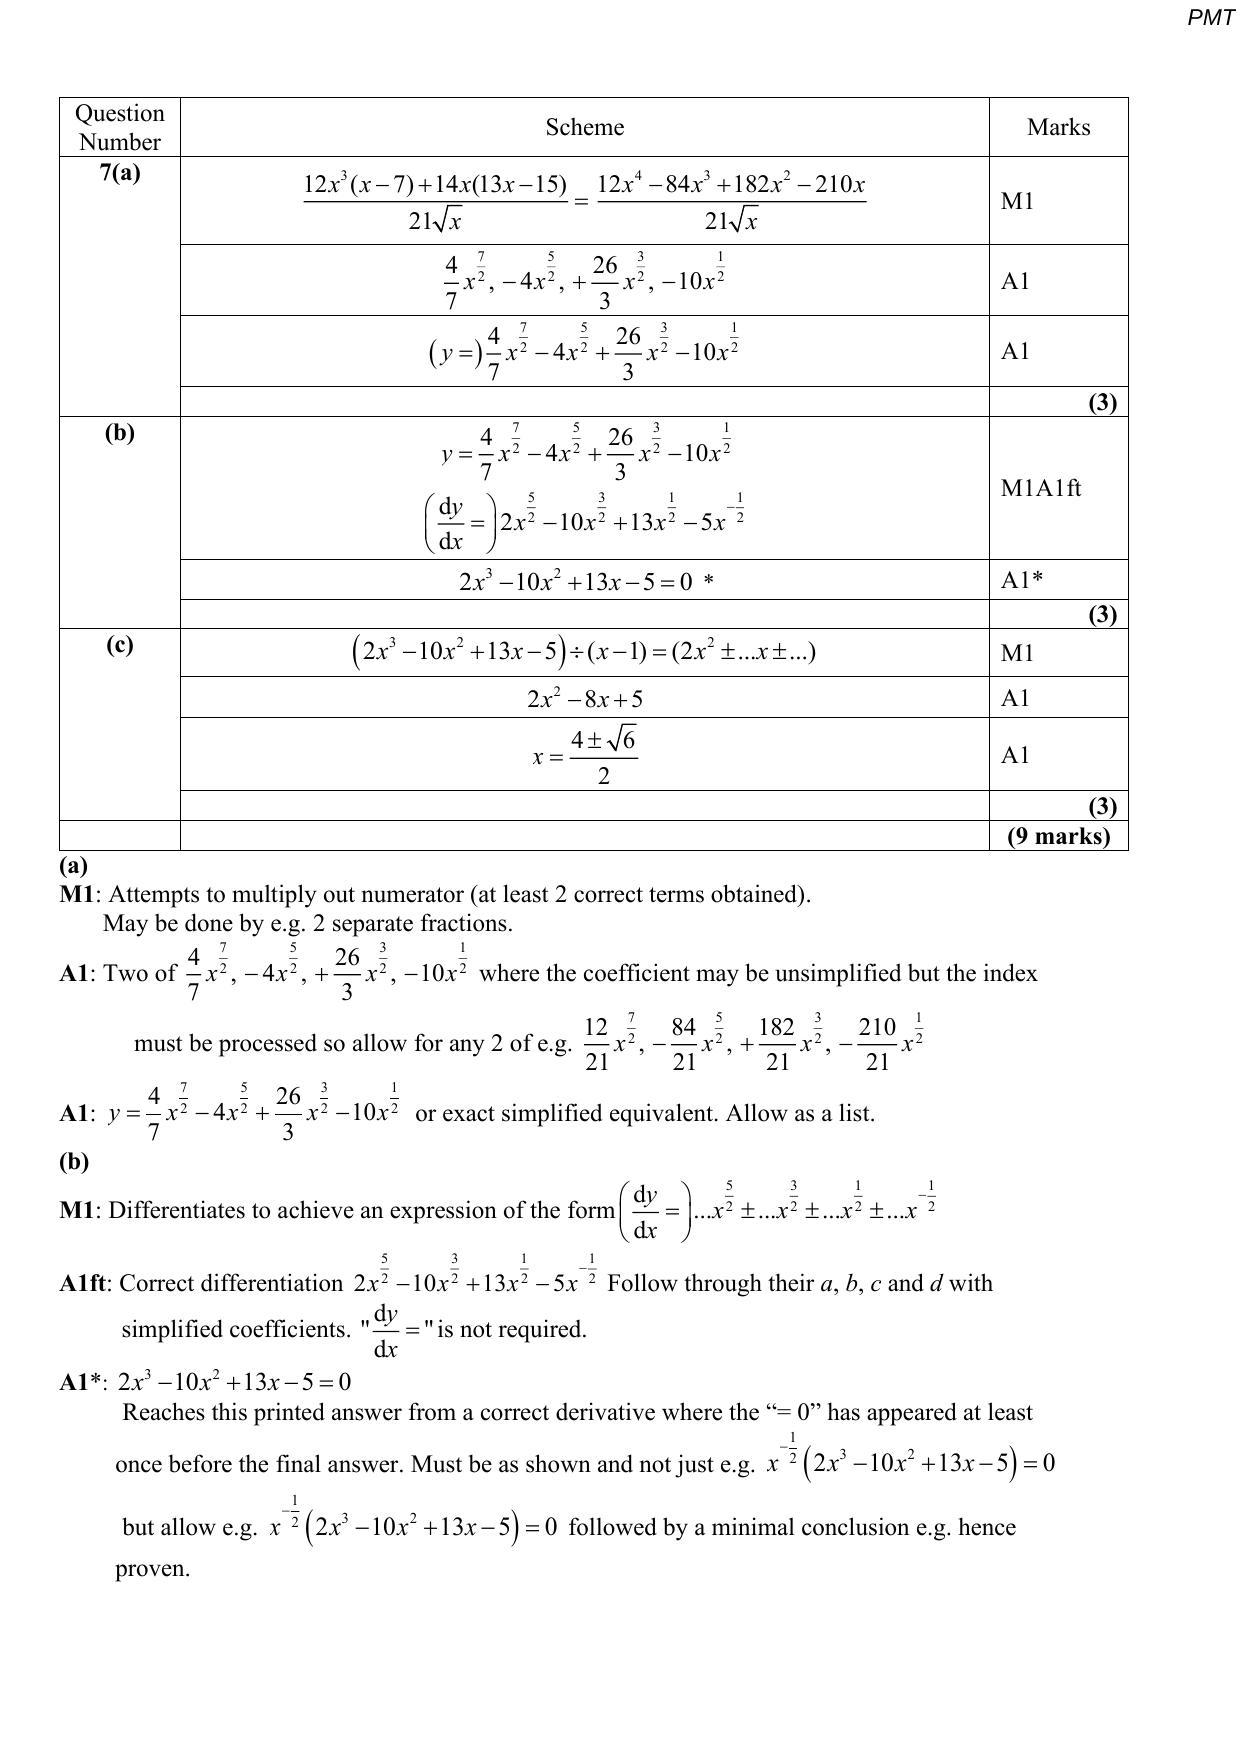 PMT
Question Number | Scheme | Marks
7(a) | \frac{12x^3(x-7)+14x(13x-15)}{21\sqrt{x}} = \frac{12x^4-84x^3+182x^2-210x}{21\sqrt{x}} | M1
\frac{4}{7}x^{\frac{7}{2}}, -4x^{\frac{5}{2}}, +\frac{26}{3}x^{\frac{3}{2}}, -10x^{\frac{1}{2}} | A1
(y=)\frac{4}{7}x^{\frac{7}{2}}-4x^{\frac{5}{2}}+\frac{26}{3}x^{\frac{3}{2}}-10x^{\frac{1}{2}} | A1
(3)
(b) | y=\frac{4}{7}x^{\frac{7}{2}}-4x^{\frac{5}{2}}+\frac{26}{3}x^{\frac{3}{2}}-10x^{\frac{1}{2}}
\left(\frac{dy}{dx}=\right)2x^{\frac{5}{2}}-10x^{\frac{3}{2}}+13x^{\frac{1}{2}}-5x^{-\frac{1}{2}} | M1A1ft
2x^3-10x^2+13x-5=0 * | A1*
(3)
(c) | (2x^3-10x^2+13x-5)÷(x-1)=(2x^2±...x±...) | M1
2x^2-8x+5 | A1
x=\frac{4±\sqrt{6}}{2} | A1
(3)
(9 marks)
(a)
M1: Attempts to multiply out numerator (at least 2 correct terms obtained).
May be done by e.g. 2 separate fractions.
A1: Two of \frac{4}{7}x^{\frac{7}{2}}, -4x^{\frac{5}{2}}, +\frac{26}{3}x^{\frac{3}{2}}, -10x^{\frac{1}{2}} where the coefficient may be unsimplified but the index
must be processed so allow for any 2 of e.g. \frac{12}{21}x^{\frac{7}{2}}, -\frac{84}{21}x^{\frac{5}{2}}, +\frac{182}{21}x^{\frac{3}{2}}, -\frac{210}{21}x^{\frac{1}{2}}
A1: y=\frac{4}{7}x^{\frac{7}{2}}-4x^{\frac{5}{2}}+\frac{26}{3}x^{\frac{3}{2}}-10x^{\frac{1}{2}} or exact simplified equivalent. Allow as a list.
(b)
M1: Differentiates to achieve an expression of the form \left(\frac{dy}{dx}=\right)...x^{\frac{5}{2}}±...x^{\frac{3}{2}}±...x^{\frac{1}{2}}±...x^{-\frac{1}{2}}
A1ft: Correct differentiation 2x^{\frac{5}{2}}-10x^{\frac{3}{2}}+13x^{\frac{1}{2}}-5x^{-\frac{1}{2}} Follow through their a, b, c and d with
simplified coefficients. "\frac{dy}{dx}=" is not required.
A1*: 2x^3-10x^2+13x-5=0
Reaches this printed answer from a correct derivative where the “= 0” has appeared at least
once before the final answer. Must be as shown and not just e.g. x^{-\frac{1}{2}}(2x^3-10x^2+13x-5)=0
but allow e.g. x^{-\frac{1}{2}}(2x^3-10x^2+13x-5)=0 followed by a minimal conclusion e.g. hence
proven.